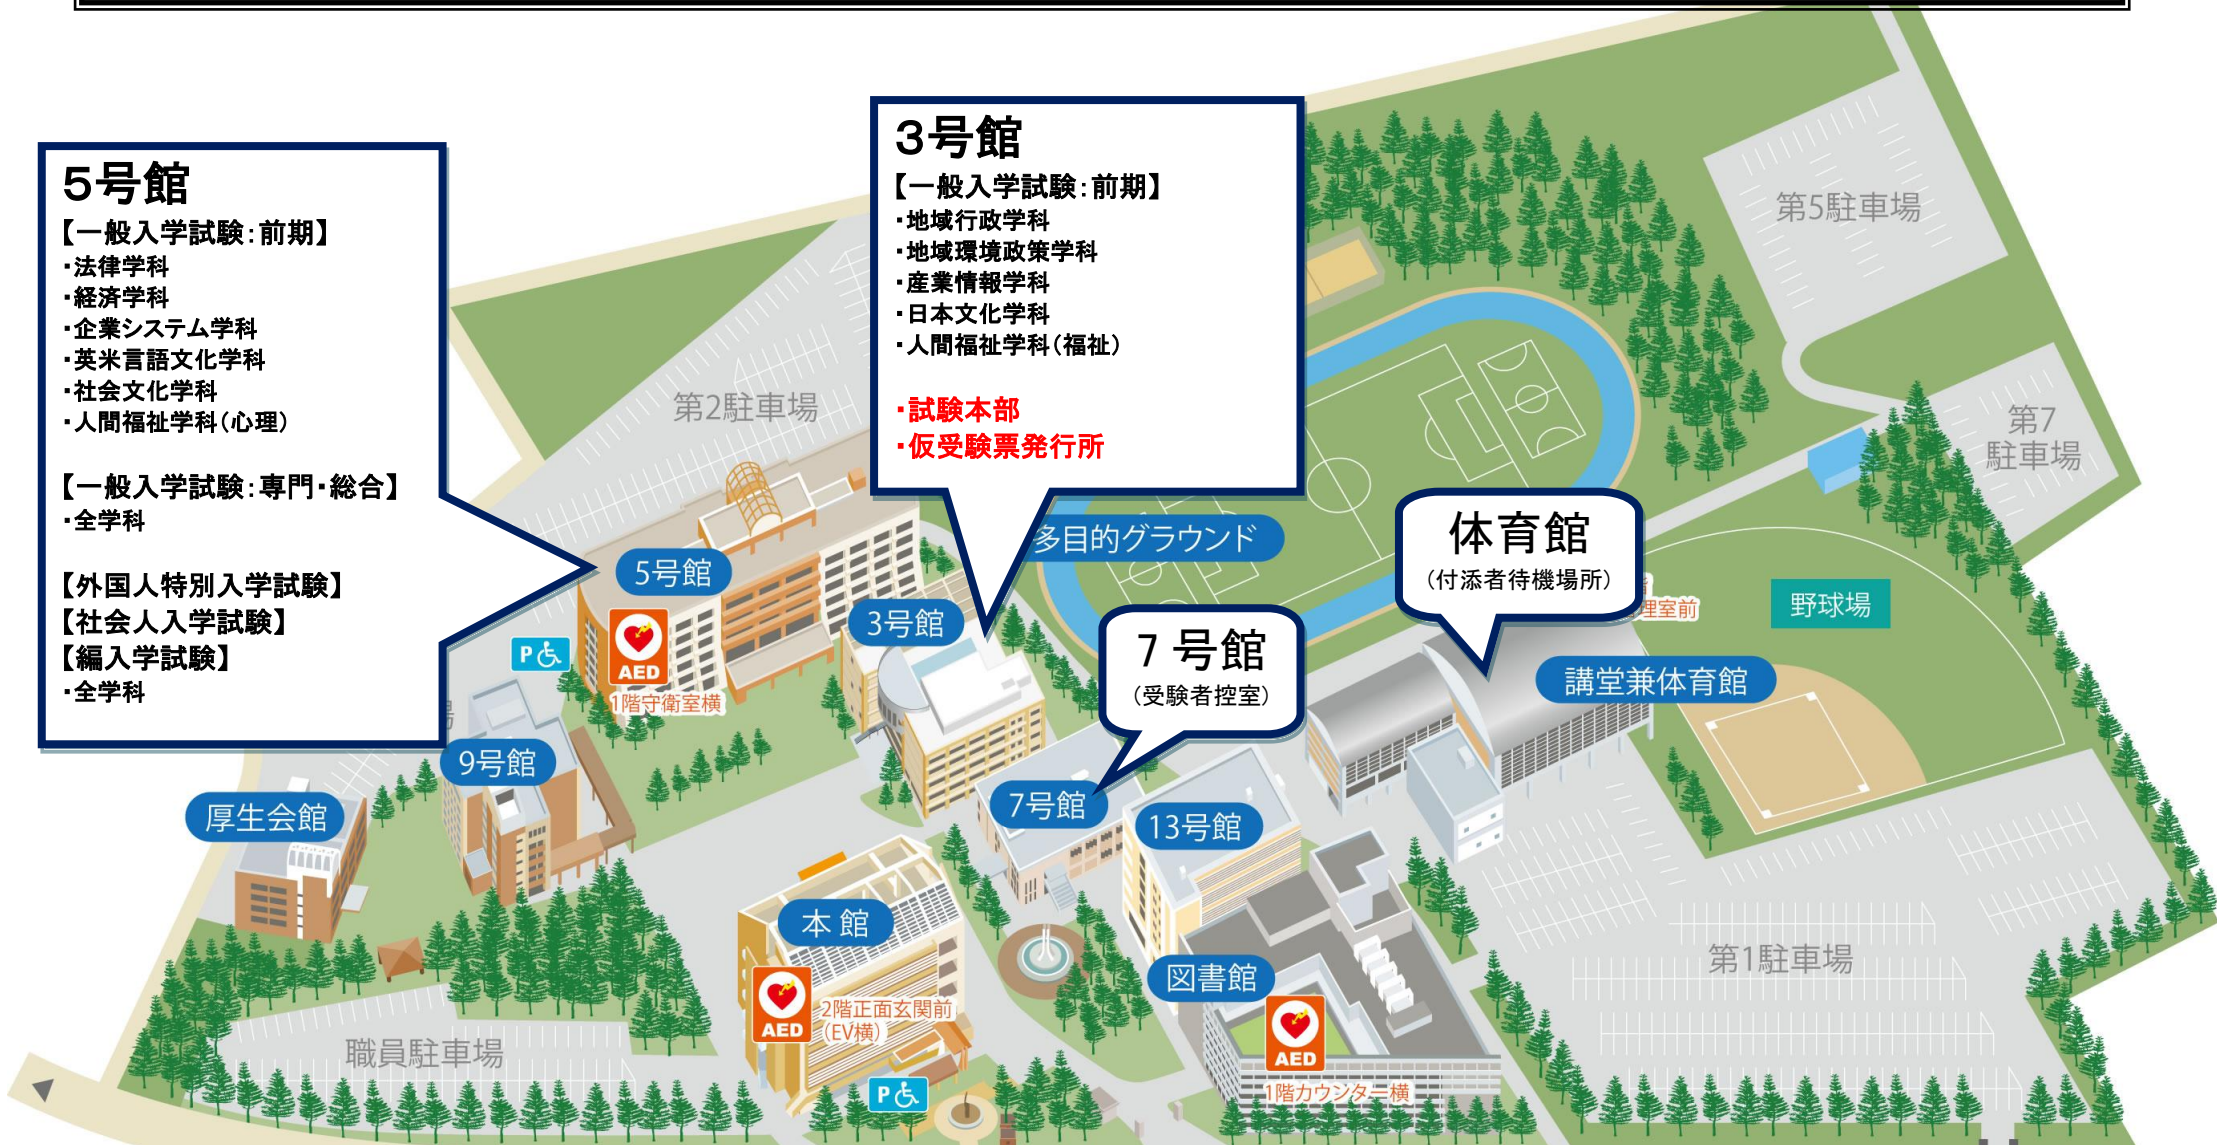 5号館
【一般入学試験:前期】
・法律学科
・経済学科
・企業システム学科
・英米言語文化学科
・社会文化学科
・人間福祉学科(心理)
【一般入学試験:専門・総合】
・全学科
【外国人特別入学試験】
【社会人入学試験】
【編入学試験】
・全学科
3号館
【一般入学試験:前期】
・地域行政学科
・地域環境政策学科
・産業情報学科
・日本文化学科
・人間福祉学科(福祉)
・試験本部
・仮受験票発行所
第5駐車場
第2駐車場
第7
駐車場
多目的グラウンド
体育館
(付添者待機場所)
理室前
野球場
5号館
AED
1階守衛室横
P
3号館
7号館
(受験者控室)
講堂兼体育館
場
9号館
厚生会館
7号館
13号館
本館
AED
2階正面玄関前
(EV横)
図書館
AED
1階カウンター横
第1駐車場
職員駐車場
P